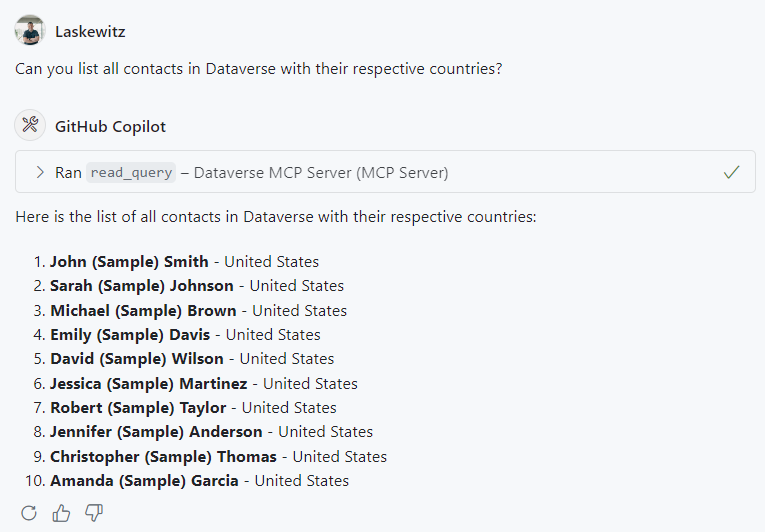 Laskewitz
Can you list all contacts in Dataverse with their respective countries?
GitHub Copilot
Ran read_query – Dataverse MCP Server (MCP Server)
Here is the list of all contacts in Dataverse with their respective countries:
1. John (Sample) Smith - United States
2. Sarah (Sample) Johnson - United States
3. Michael (Sample) Brown - United States
4. Emily (Sample) Davis - United States
5. David (Sample) Wilson - United States
6. Jessica (Sample) Martinez - United States
7. Robert (Sample) Taylor - United States
8. Jennifer (Sample) Anderson - United States
9. Christopher (Sample) Thomas - United States
10. Amanda (Sample) Garcia - United States